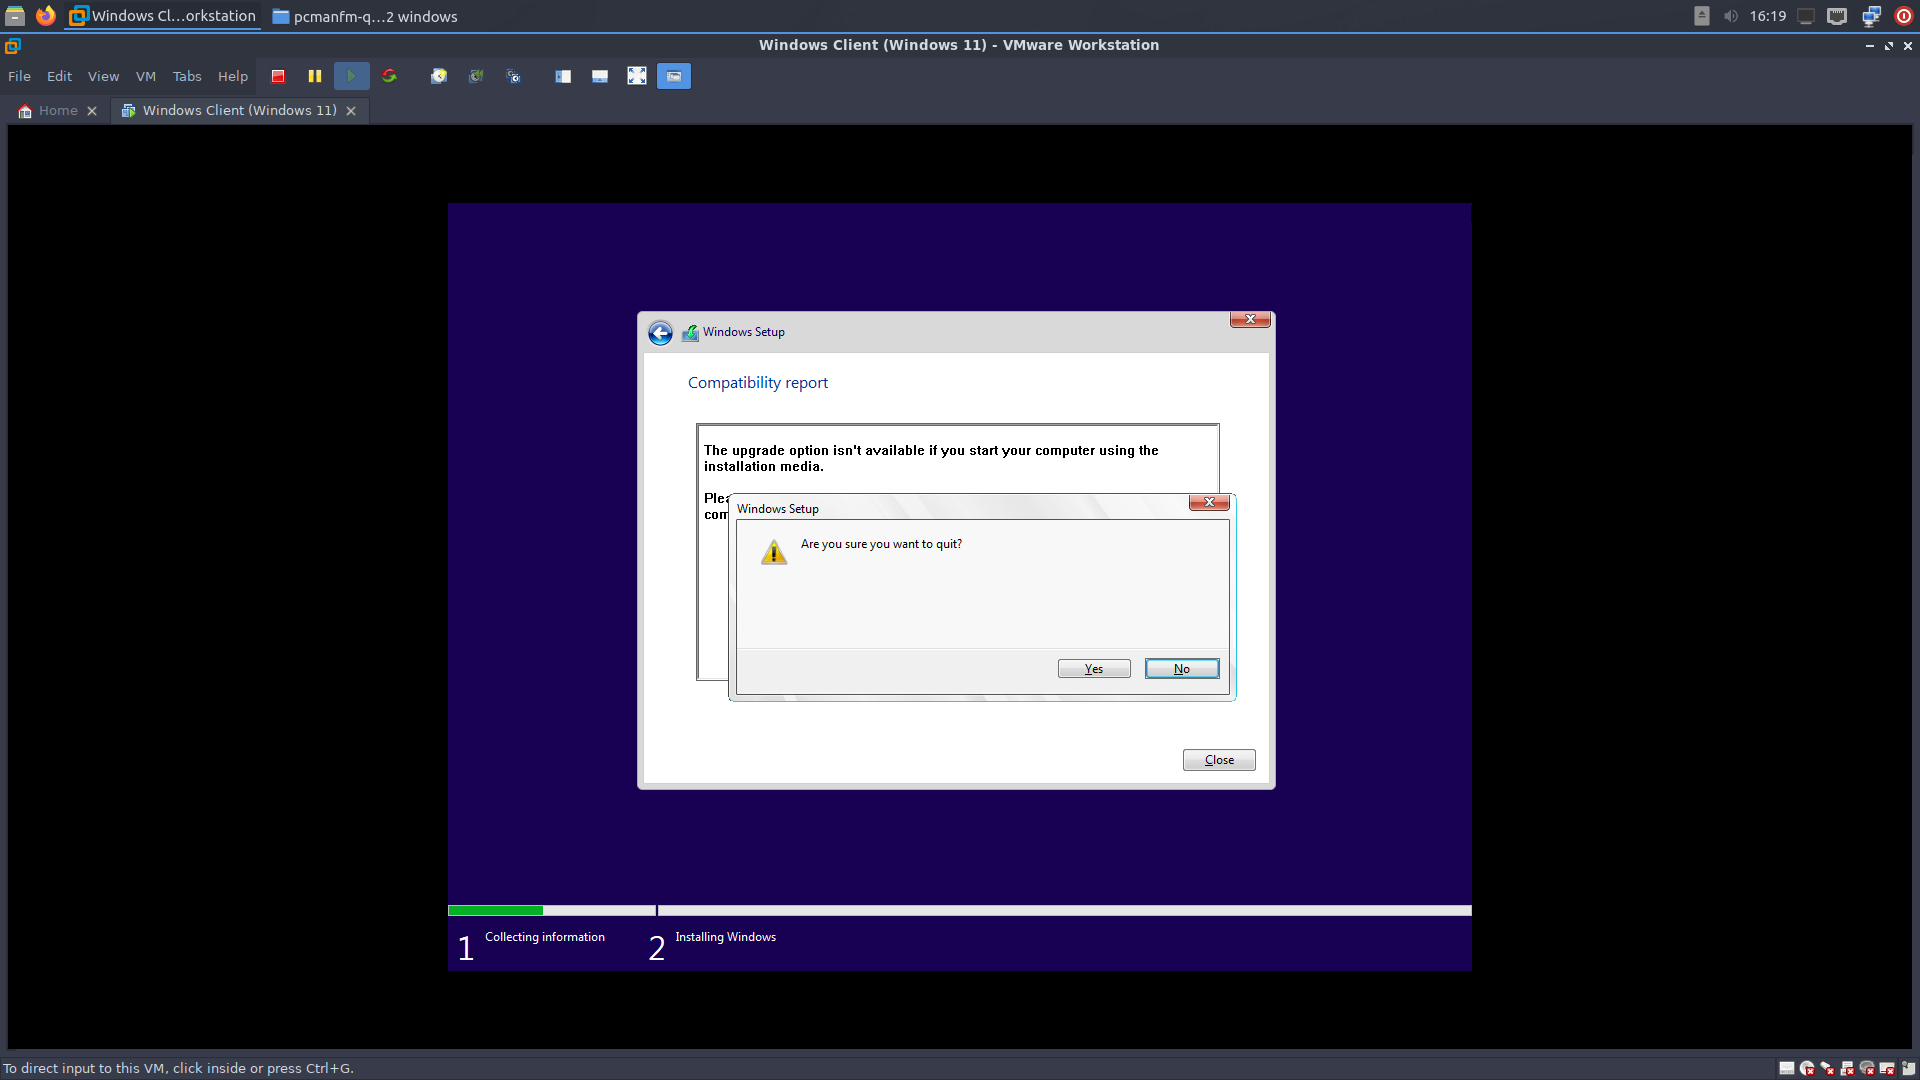 Windows Cl...orkstation
pcmanfm-q...2 windows
16:19
Windows Client (Windows 11) - VMware Workstation
File Edit View VM Tabs Help
Home
Windows Client (Windows 11)
Windows Setup
Compatibility report
The upgrade option isn't available if you start your computer using the
installation media.
Plea
com
Windows Setup
Are you sure you want to quit?
Yes
No
Close
1 Collecting information
2 Installing Windows
To direct input to this VM, click inside or press Ctrl+G.